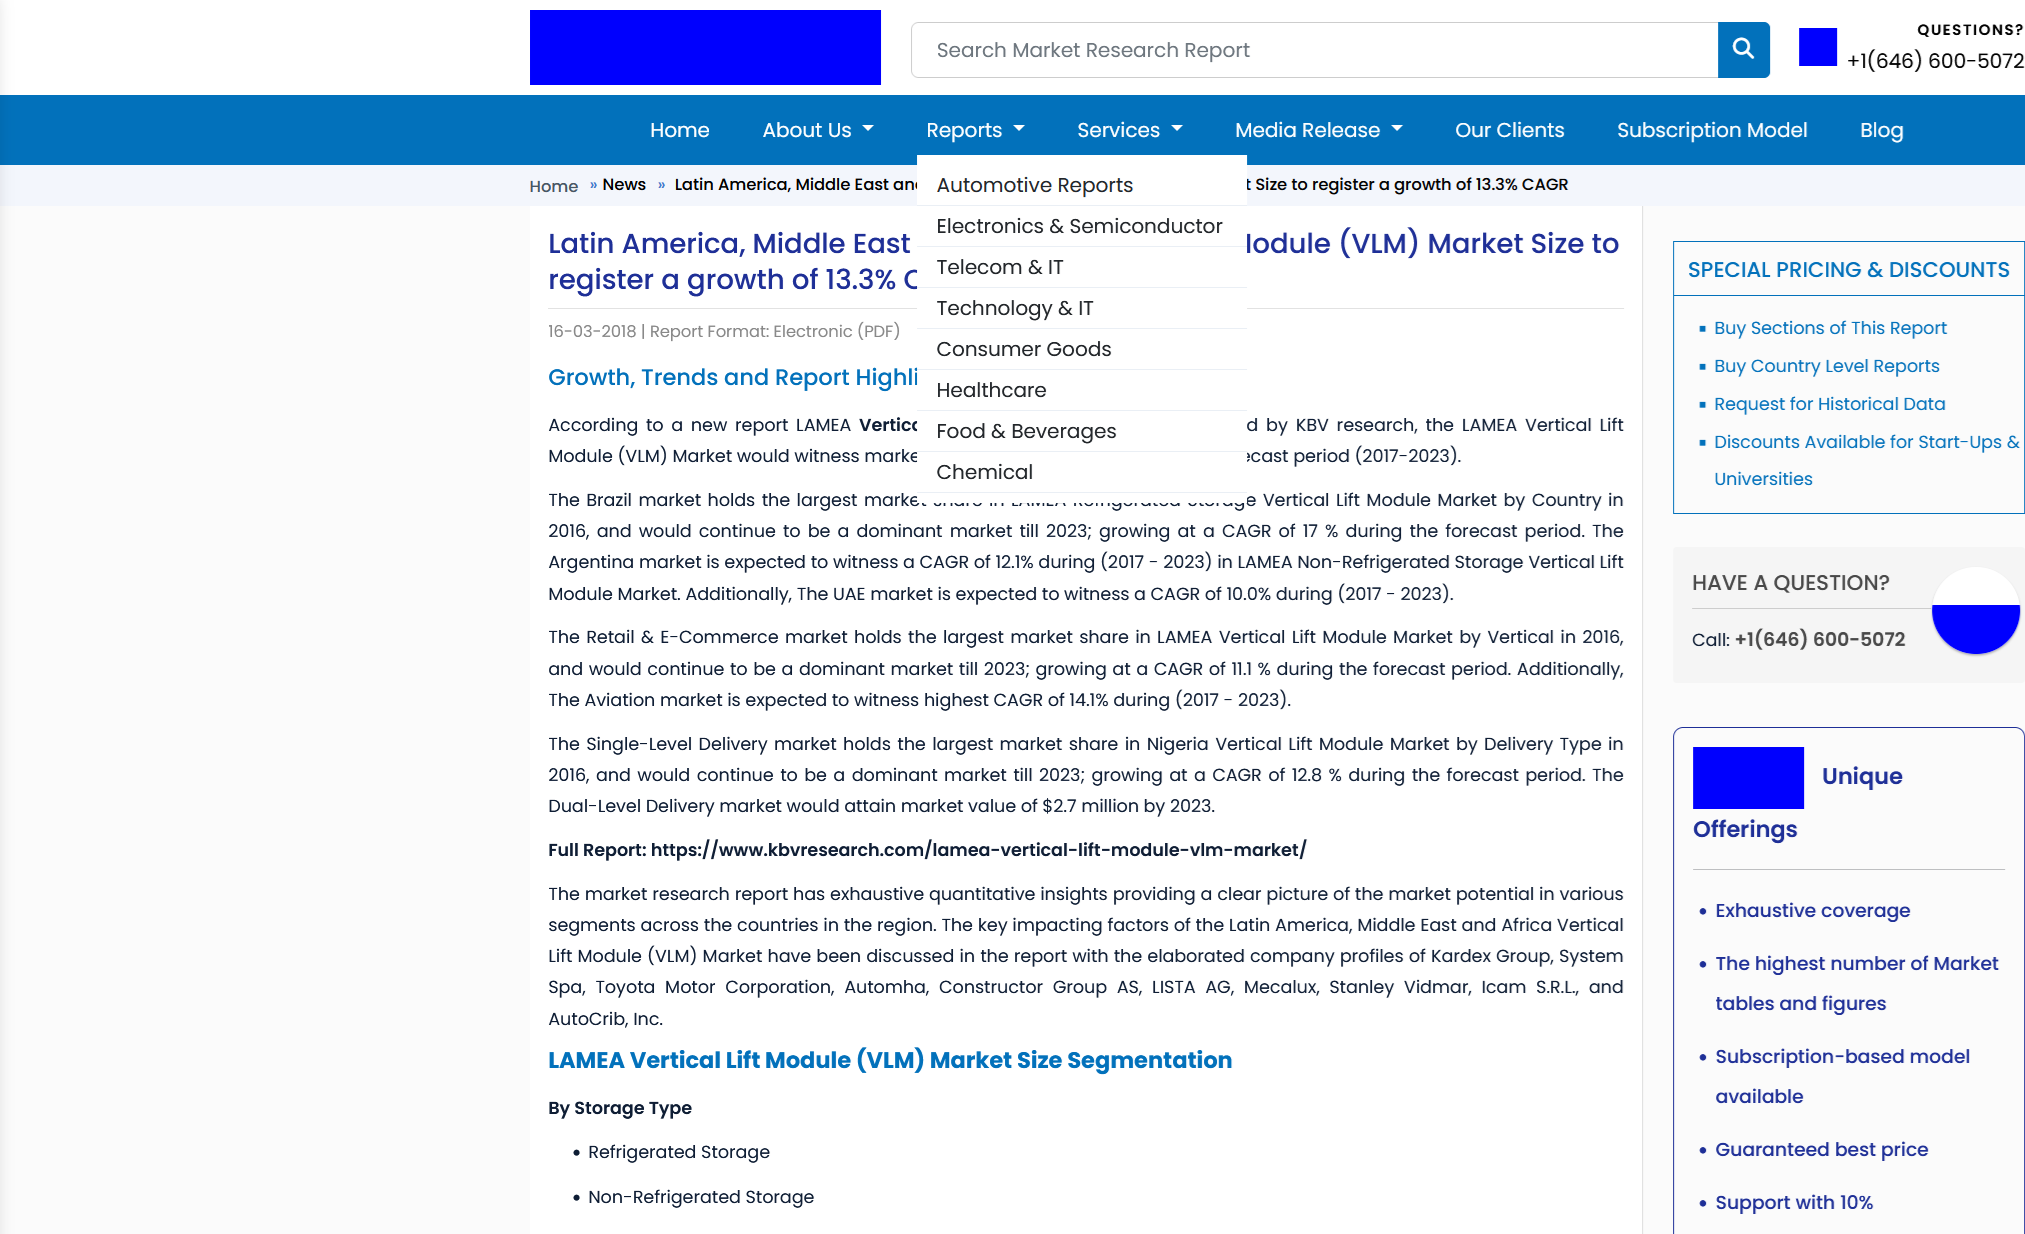 Search Market Research Report
QUESTIONS?
+1(646) 600-5072
Home About Us Reports Services Media Release Our Clients Subscription Model Blog
Home » News » Latin America, Middle East and Size to register a growth of 13.3% CAGR
Automotive Reports
Electronics & Semiconductor
Telecom & IT
Technology & IT
Consumer Goods
Healthcare
Food & Beverages
Chemical
Latin America, Middle East Module (VLM) Market Size to
register a growth of 13.3%
16-03-2018 | Report Format: Electronic (PDF)
Growth, Trends and Report
According to a new report LAMEA by KBV research, the LAMEA Vertical Lift
Module (VLM) Market would witness period (2017-2023).
The Brazil market holds the largest market share in LAMEA Refrigerated Storage Vertical Lift Module Market by Country in
2016, and would continue to be a dominant market till 2023; growing at a CAGR of 17 % during the forecast period. The
Argentina market is expected to witness a CAGR of 12.1% during (2017 - 2023) in LAMEA Non-Refrigerated Storage Vertical Lift
Module Market. Additionally, The UAE market is expected to witness a CAGR of 10.0% during (2017 - 2023).
The Retail & E-Commerce market holds the largest market share in LAMEA Vertical Lift Module Market by Vertical in 2016,
and would continue to be a dominant market till 2023; growing at a CAGR of 11.1 % during the forecast period. Additionally,
The Aviation market is expected to witness highest CAGR of 14.1% during (2017 - 2023).
The Single-Level Delivery market holds the largest market share in Nigeria Vertical Lift Module Market by Delivery Type in
2016, and would continue to be a dominant market till 2023; growing at a CAGR of 12.8 % during the forecast period. The
Dual-Level Delivery market would attain market value of $2.7 million by 2023.
Full Report: https://www.kbvresearch.com/lamea-vertical-lift-module-vlm-market/
The market research report has exhaustive quantitative insights providing a clear picture of the market potential in various
segments across the countries in the region. The key impacting factors of the Latin America, Middle East and Africa Vertical
Lift Module (VLM) Market have been discussed in the report with the elaborated company profiles of Kardex Group, System
Spa, Toyota Motor Corporation, Automha, Constructor Group AS, LISTA AG, Mecalux, Stanley Vidmar, Icam S.R.L., and
AutoCrib, Inc.
LAMEA Vertical Lift Module (VLM) Market Size Segmentation
By Storage Type
• Refrigerated Storage
• Non-Refrigerated Storage
SPECIAL PRICING & DISCOUNTS
Buy Sections of This Report
Buy Country Level Reports
Request for Historical Data
Discounts Available for Start-Ups &
Universities
HAVE A QUESTION?
Call: +1(646) 600-5072
Unique
Offerings
• Exhaustive coverage
• The highest number of Market
tables and figures
• Subscription-based model
available
• Guaranteed best price
• Support with 10%